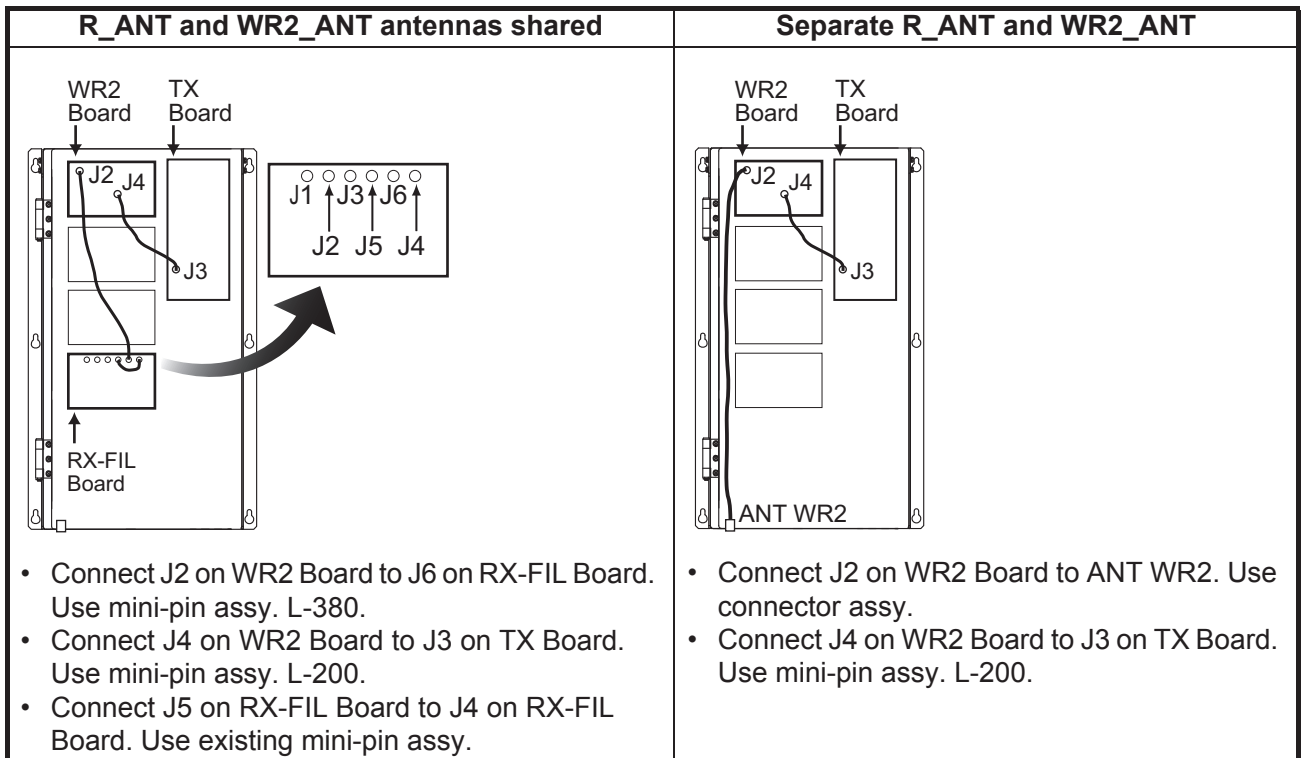 R_ANT and WR2_ANT antennas shared
WR2
Board
TX
Board
J2
J4
J3
J1 J3 J6
J2 J5 J4
RX-FIL
Board
• Connect J2 on WR2 Board to J6 on RX-FIL Board.
Use mini-pin assy. L-380.
• Connect J4 on WR2 Board to J3 on TX Board.
Use mini-pin assy. L-200.
• Connect J5 on RX-FIL Board to J4 on RX-FIL
Board. Use existing mini-pin assy.
Separate R_ANT and WR2_ANT
WR2
Board
TX
Board
J2
J4
J3
ANT WR2
• Connect J2 on WR2 Board to ANT WR2. Use
connector assy.
• Connect J4 on WR2 Board to J3 on TX Board.
Use mini-pin assy. L-200.